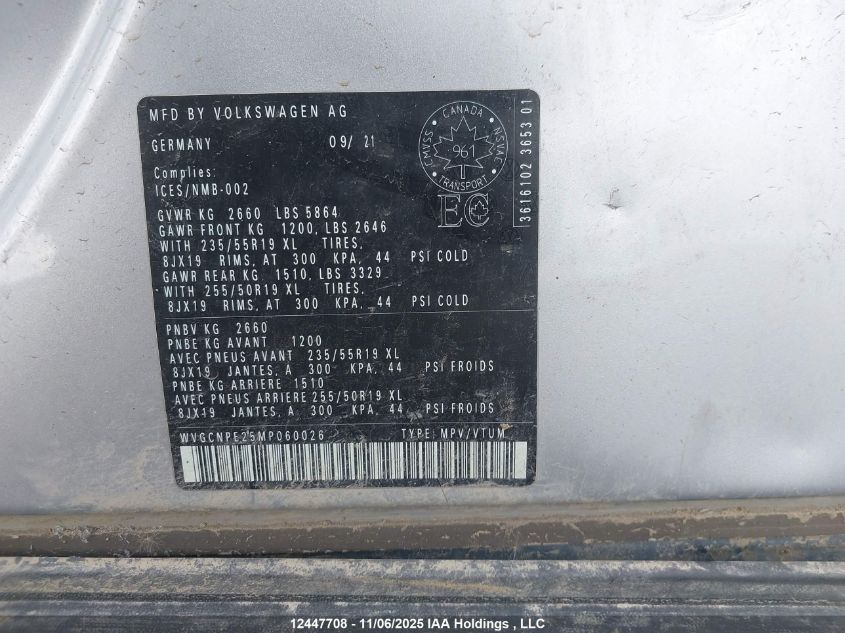 MFD BY VOLKSWAGEN AG
GERMANY 09/ 21
Complies:
ICES/NMB-002
CANADA
CMVSS NSVAC
961
TRANSPORT
EC
3616102 3653 01
GVWR KG 2660 LBS 5864
GAWR FRONT KG 1200, LBS 2646
WITH 235/55R19 XL TIRES,
8JX19 RIMS, AT 300 KPA, 44 PSI COLD
GAWR REAR KG 1510, LBS 3329
WITH 255/50R19 XL TIRES,
8JX19 RIMS, AT 300 KPA, 44 PSI COLD
PNBV KG 2660
PNBE KG AVANT 1200
AVEC PNEUS AVANT 235/55R19 XL
8JX19 JANTES, A 300 KPA, 44 PSI FROIDS
PNBE KG ARRIERE 1510
AVEC PNEUS ARRIERE 255/50R19 XL
8JX19 JANTES, A 300 KPA, 44 PSI FROIDS
WVGCNPE25MP060026 TYPE: MPV/VTUM
12447708 - 11/06/2025 IAA Holdings , LLC